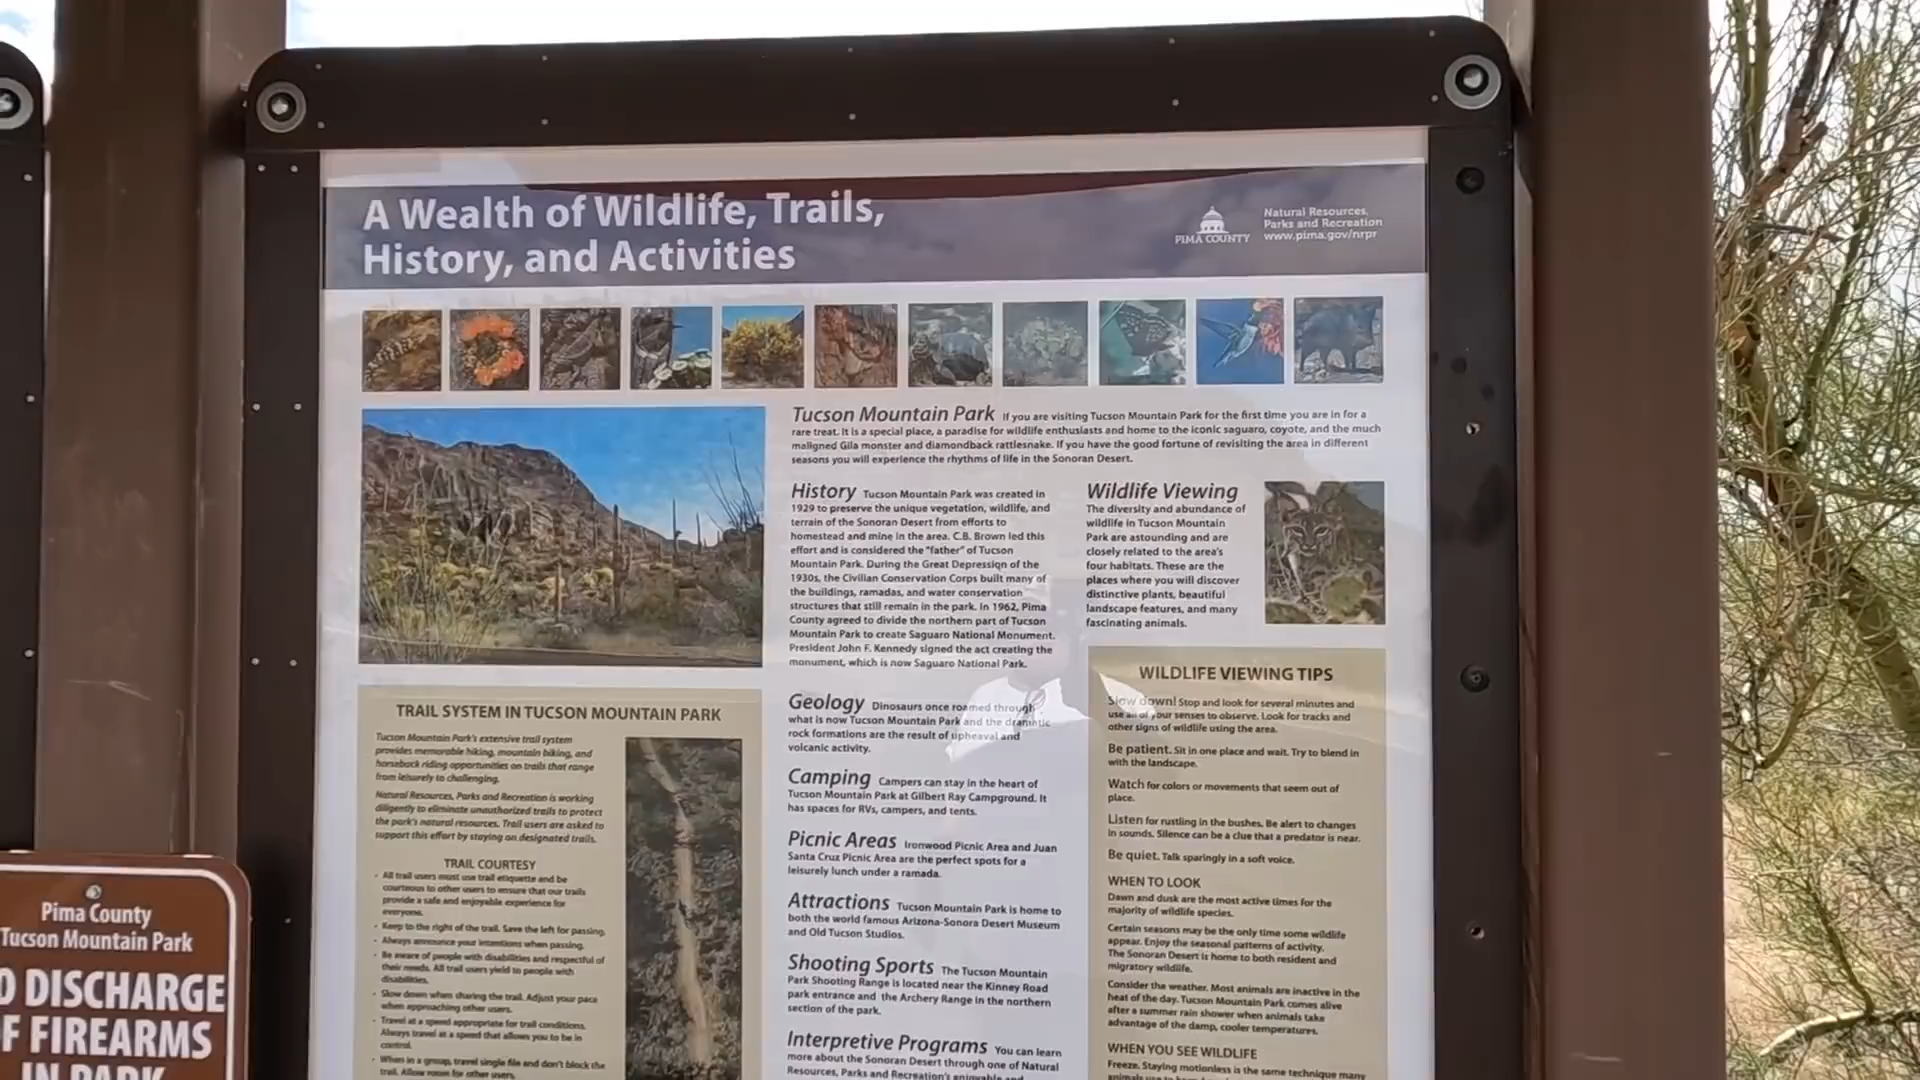 A Wealth of Wildlife, Trails,
History, and Activities
PIMA COUNTY
Natural Resources,
Parks and Recreation
www.pima.gov/nrpr
Tucson Mountain Park If you are visiting Tucson Mountain Park for the first time you are in for a
rare treat. It is a special place, a paradise for wildlife enthusiasts and home to the iconic saguaro, coyote, and the much
maligned Gila monster and diamondback rattlesnake. If you have the good fortune of revisiting the area in different
seasons you will experience the rhythms of life in the Sonoran Desert.
History Tucson Mountain Park was created in
1929 to preserve the unique vegetation, wildlife, and
terrain of the Sonoran Desert from efforts to
homestead and mine in the area. C.B. Brown led this
effort and is considered the "father" of Tucson
Mountain Park. During the Great Depression of the
1930s, the Civilian Conservation Corps built many of
the buildings, ramadas, and water conservation
structures that still remain in the park. In 1962, Pima
County agreed to divide the northern part of Tucson
Mountain Park to create Saguaro National Monument.
President John F. Kennedy signed the act creating the
monument, which is now Saguaro National Park.
Wildlife Viewing
The diversity and abundance of
wildlife in Tucson Mountain
Park are astounding and are
closely related to the area's
four habitats. These are the
places where you will discover
distinctive plants, beautiful
landscape features, and many
fascinating animals.
TRAIL SYSTEM IN TUCSON MOUNTAIN PARK
Tucson Mountain Park's extensive trail system
provides memorable hiking, mountain biking, and
horseback riding opportunities on trails that range
from leisurely to challenging.
Natural Resources, Parks and Recreation is working
diligently to eliminate unauthorized trails to protect
the park's natural resources. Trail users are asked to
support this effort by staying on designated trails.
TRAIL COURTESY
• All trail users must use trail etiquette and be
courteous to other users to ensure that our trails
provide a safe and enjoyable experience for
everyone.
• Keep to the right of the trail. Save the left for passing.
• Always announce your intentions when passing.
• Be aware of people with disabilities and respectful of
their needs. All trail users yield to people with
disabilities.
• Slow down when sharing the trail. Adjust your pace
when approaching other users.
• Travel at a speed appropriate for trail conditions.
Always travel at a speed that allows you to be in
control.
• When in a group, travel single file and don't block the
trail. Allow room for other users.
Geology Dinosaurs once roamed through
what is now Tucson Mountain Park and the dramatic
rock formations are the result of upheaval and
volcanic activity.
Camping Campers can stay in the heart of
Tucson Mountain Park at Gilbert Ray Campground. It
has spaces for RVs, campers, and tents.
Picnic Areas Ironwood Picnic Area and Juan
Santa Cruz Picnic Area are the perfect spots for a
leisurely lunch under a ramada.
Attractions Tucson Mountain Park is home to
both the world famous Arizona-Sonora Desert Museum
and Old Tucson Studios.
Shooting Sports The Tucson Mountain
Park Shooting Range is located near the Kinney Road
park entrance and the Archery Range in the northern
section of the park.
Interpretive Programs You can learn
more about the Sonoran Desert through one of Natural
Resources, Parks and Recreation's enjoyable and
WILDLIFE VIEWING TIPS
Slow down! Stop and look for several minutes and
use all of your senses to observe. Look for tracks and
other signs of wildlife using the area.
Be patient. Sit in one place and wait. Try to blend in
with the landscape.
Watch for colors or movements that seem out of
place.
Listen for rustling in the bushes. Be alert to changes
in sounds. Silence can be a clue that a predator is near.
Be quiet. Talk sparingly in a soft voice.
WHEN TO LOOK
Dawn and dusk are the most active times for the
majority of wildlife species.
Certain seasons may be the only time some wildlife
appear. Enjoy the seasonal patterns of activity.
The Sonoran Desert is home to both resident and
migratory wildlife.
Consider the weather. Most animals are inactive in the
heat of the day. Tucson Mountain Park comes alive
after a summer rain shower when animals take
advantage of the damp, cooler temperatures.
WHEN YOU SEE WILDLIFE
Freeze. Staying motionless is the same technique many
Pima County
Tucson Mountain Park
O DISCHARGE
F FIREARMS
IN PARK